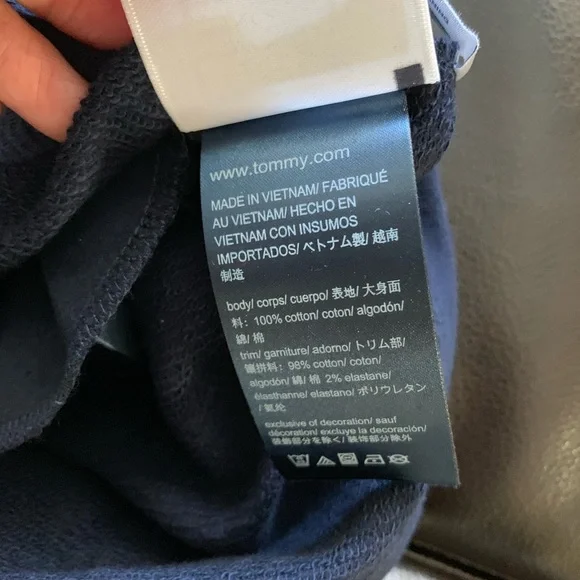 www.tommy.com
MADE IN VIETNAM/ FABRIQUÉ
AU VIETNAM/ HECHO EN
VIETNAM CON INSUMOS
IMPORTADOS/ ベトナム製/ 越南
制造
body/ corps/ cuerpo/ 表地/ 大身面
料: 100% cotton/ coton/ algodón/
綿/ 棉
trim/ garniture/ adorno/ トリム部/
拼料: 98% cotton/ coton/
algodón/ 綿/ 棉 2% elastane/
élasthanne/ elastano/ ポリウレタン
/ 氨纶
exclusive of decoration/ sauf
décoration/ excluye la decoración/
装飾部分を除く/ 装饰部分除外